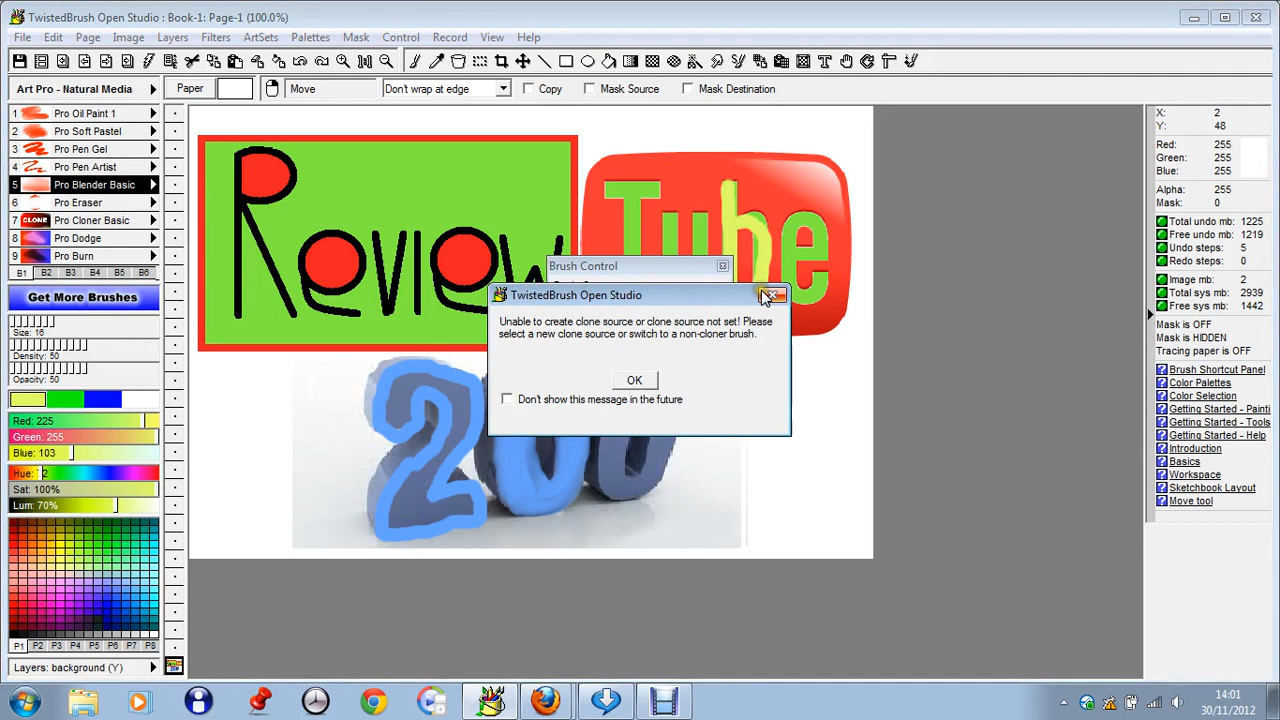 TwistedBrush Open Studio : Book-1: Page-1 (100.0%)
File Edit Page Image Layers Filters ArtSets Palettes Mask Control Record View Help
Art Pro - Natural Media
Paper
Move
Don't wrap at edge
Copy
Mask Source
Mask Destination
1 Pro Oil Paint 1
2 Pro Soft Pastel
3 Pro Pen Gel
4 Pro Pen Artist
5 Pro Blender Basic
6 Pro Eraser
7 CLONE Pro Cloner Basic
8 Pro Dodge
9 Pro Burn
B1 B2 B3 B4 B5 B6
Get More Brushes
Size: 16
Density: 50
Opacity: 50
Red: 225
Green: 255
Blue: 103
Hue:
Sat: 100%
Lum: 70%
P1 P2 P3 P4 P5 P6 P7 P8
Layers: background (Y)
Review
Tube
200
Brush Control
TwistedBrush Open Studio
Unable to create clone source or clone source not set! Please
select a new clone source or switch to a non-cloner brush.
OK
Don't show this message in the future
X: 2
Y: 48
Red: 255
Green: 255
Blue: 255
Alpha: 255
Mask: 0
Total undo mb: 1225
Free undo mb: 1219
Undo steps: 5
Redo steps: 0
Image mb: 2
Total sys mb: 2939
Free sys mb: 1442
Mask is OFF
Mask is HIDDEN
Tracing paper is OFF
Brush Shortcut Panel
Color Palettes
Color Selection
Getting Started - Painti
Getting Started - Tools
Getting Started - Help
Introduction
Basics
Workspace
Sketchbook Layout
Move tool
14:01
30/11/2012